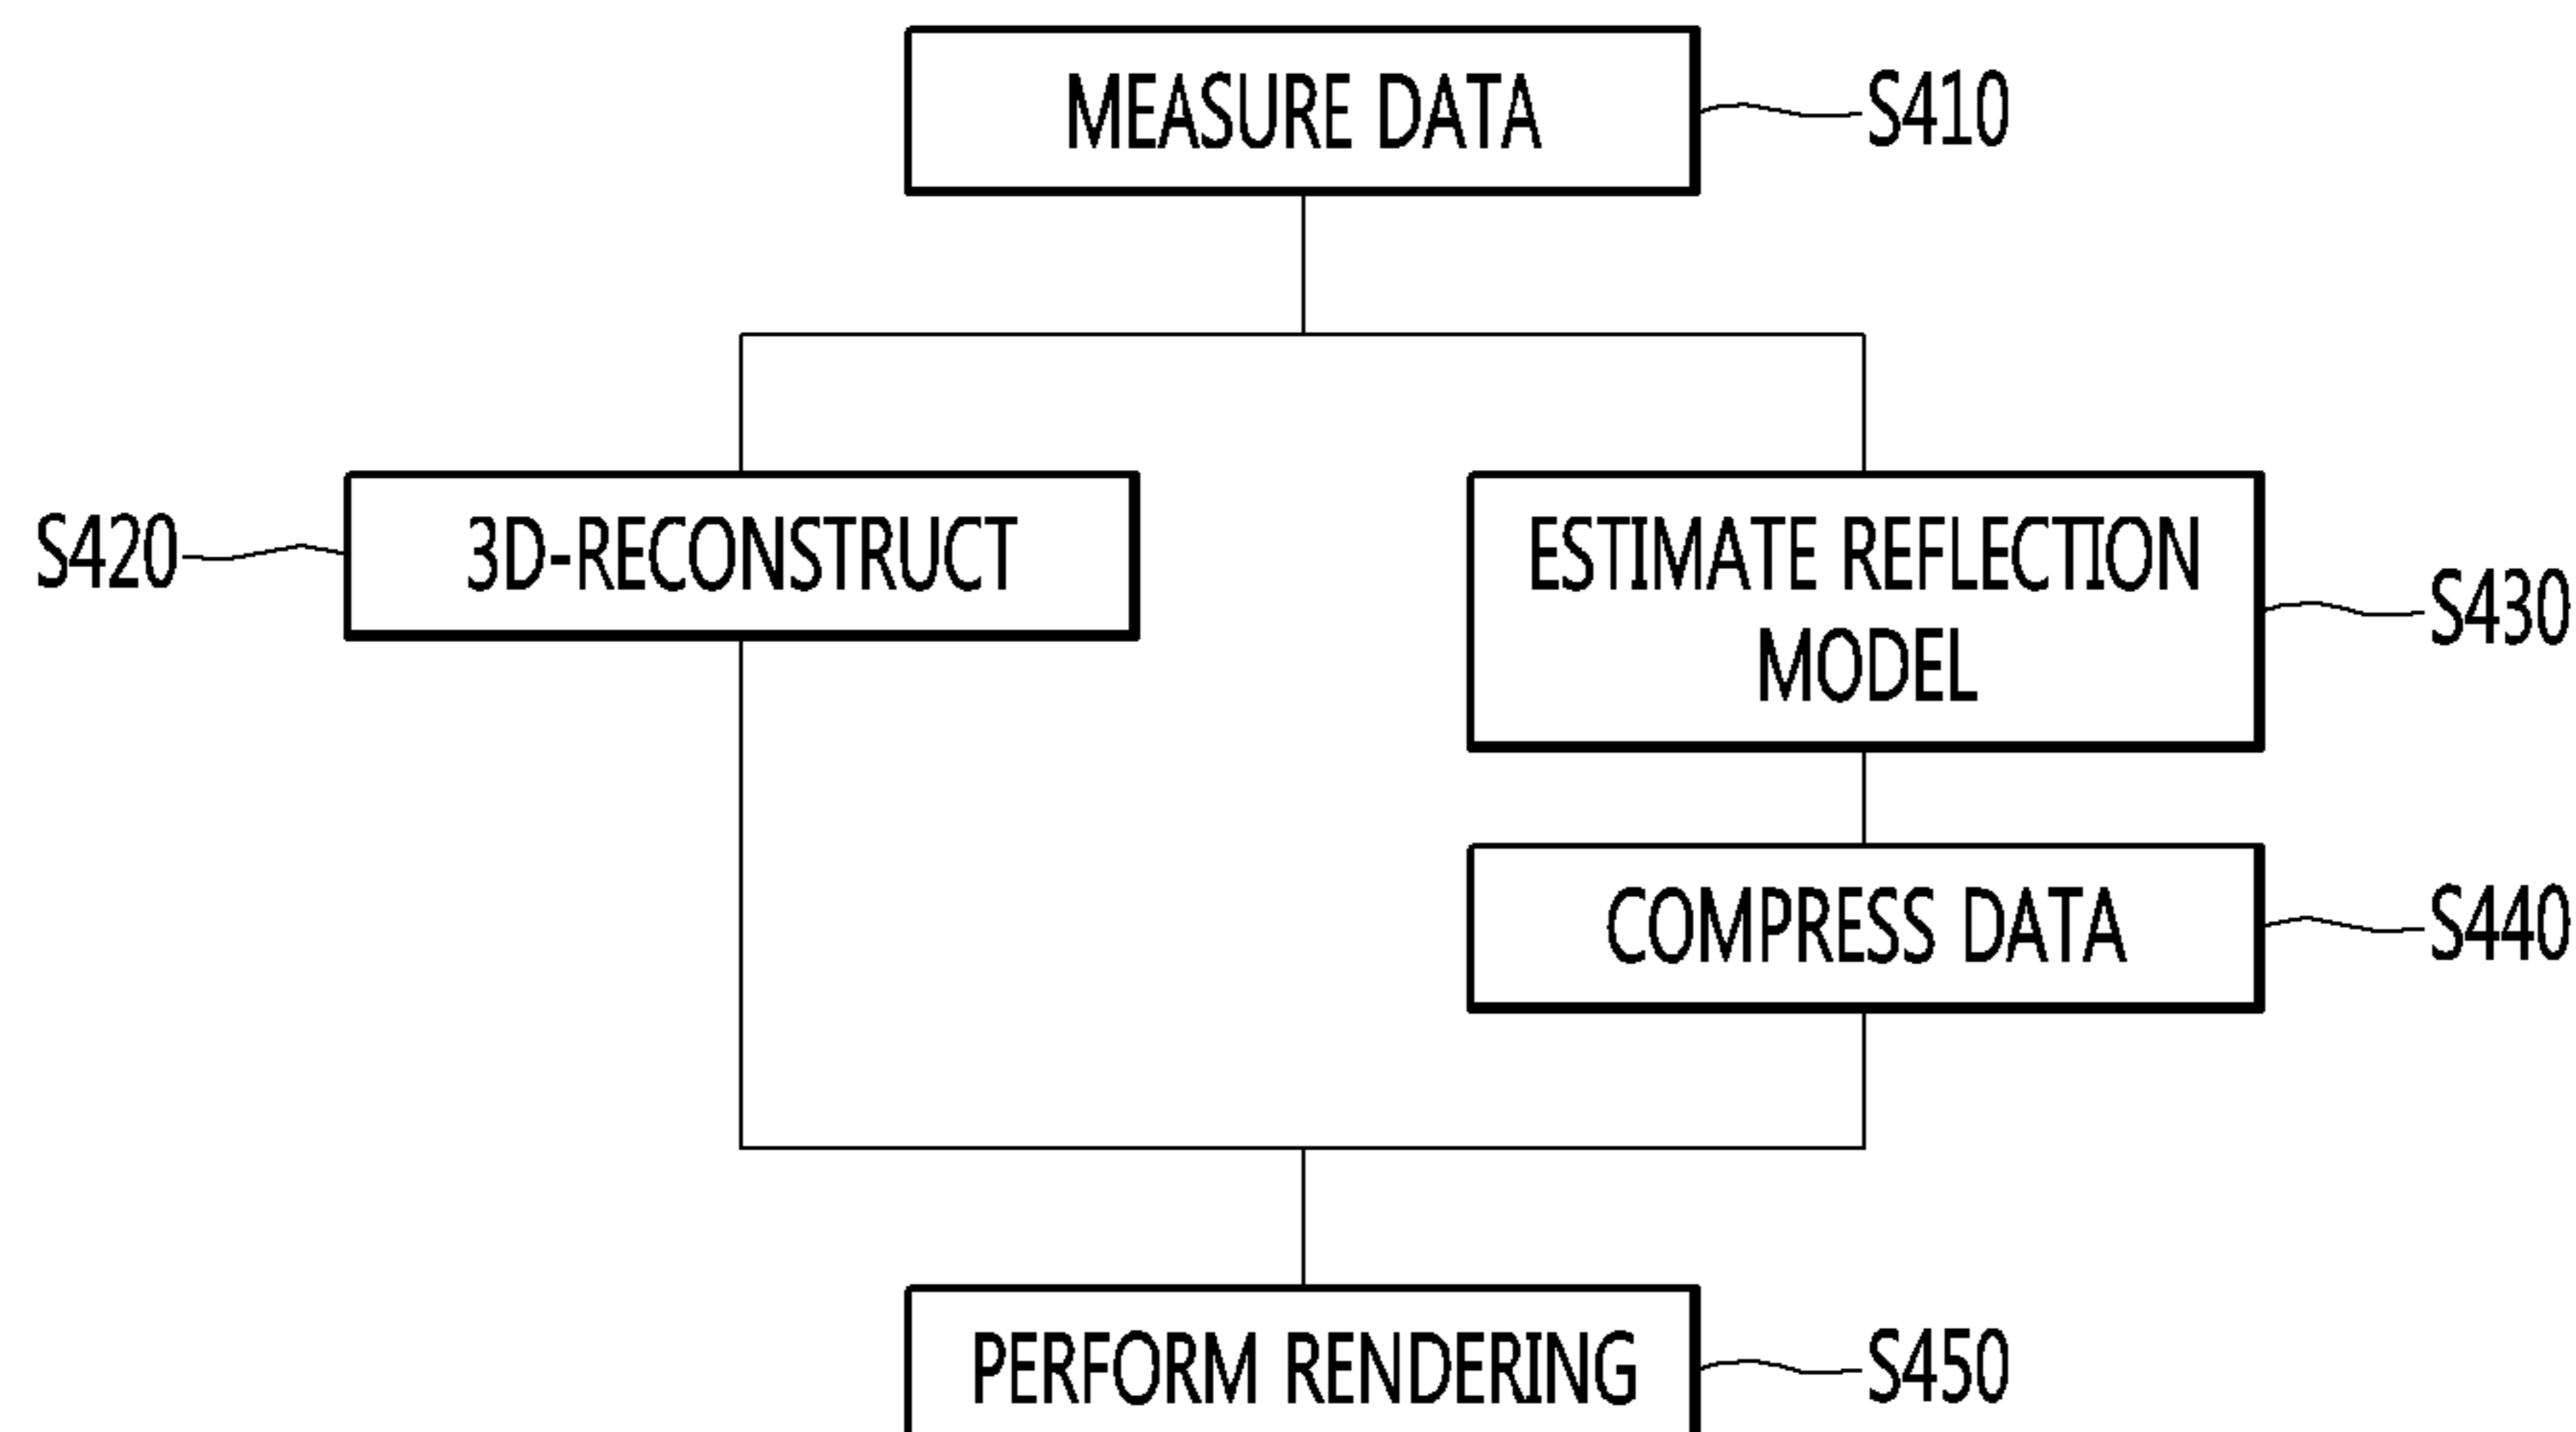 MEASURE DATA
S410
S420
3D-RECONSTRUCT
ESTIMATE REFLECTION
MODEL
S430
COMPRESS DATA
S440
PERFORM RENDERING
S450